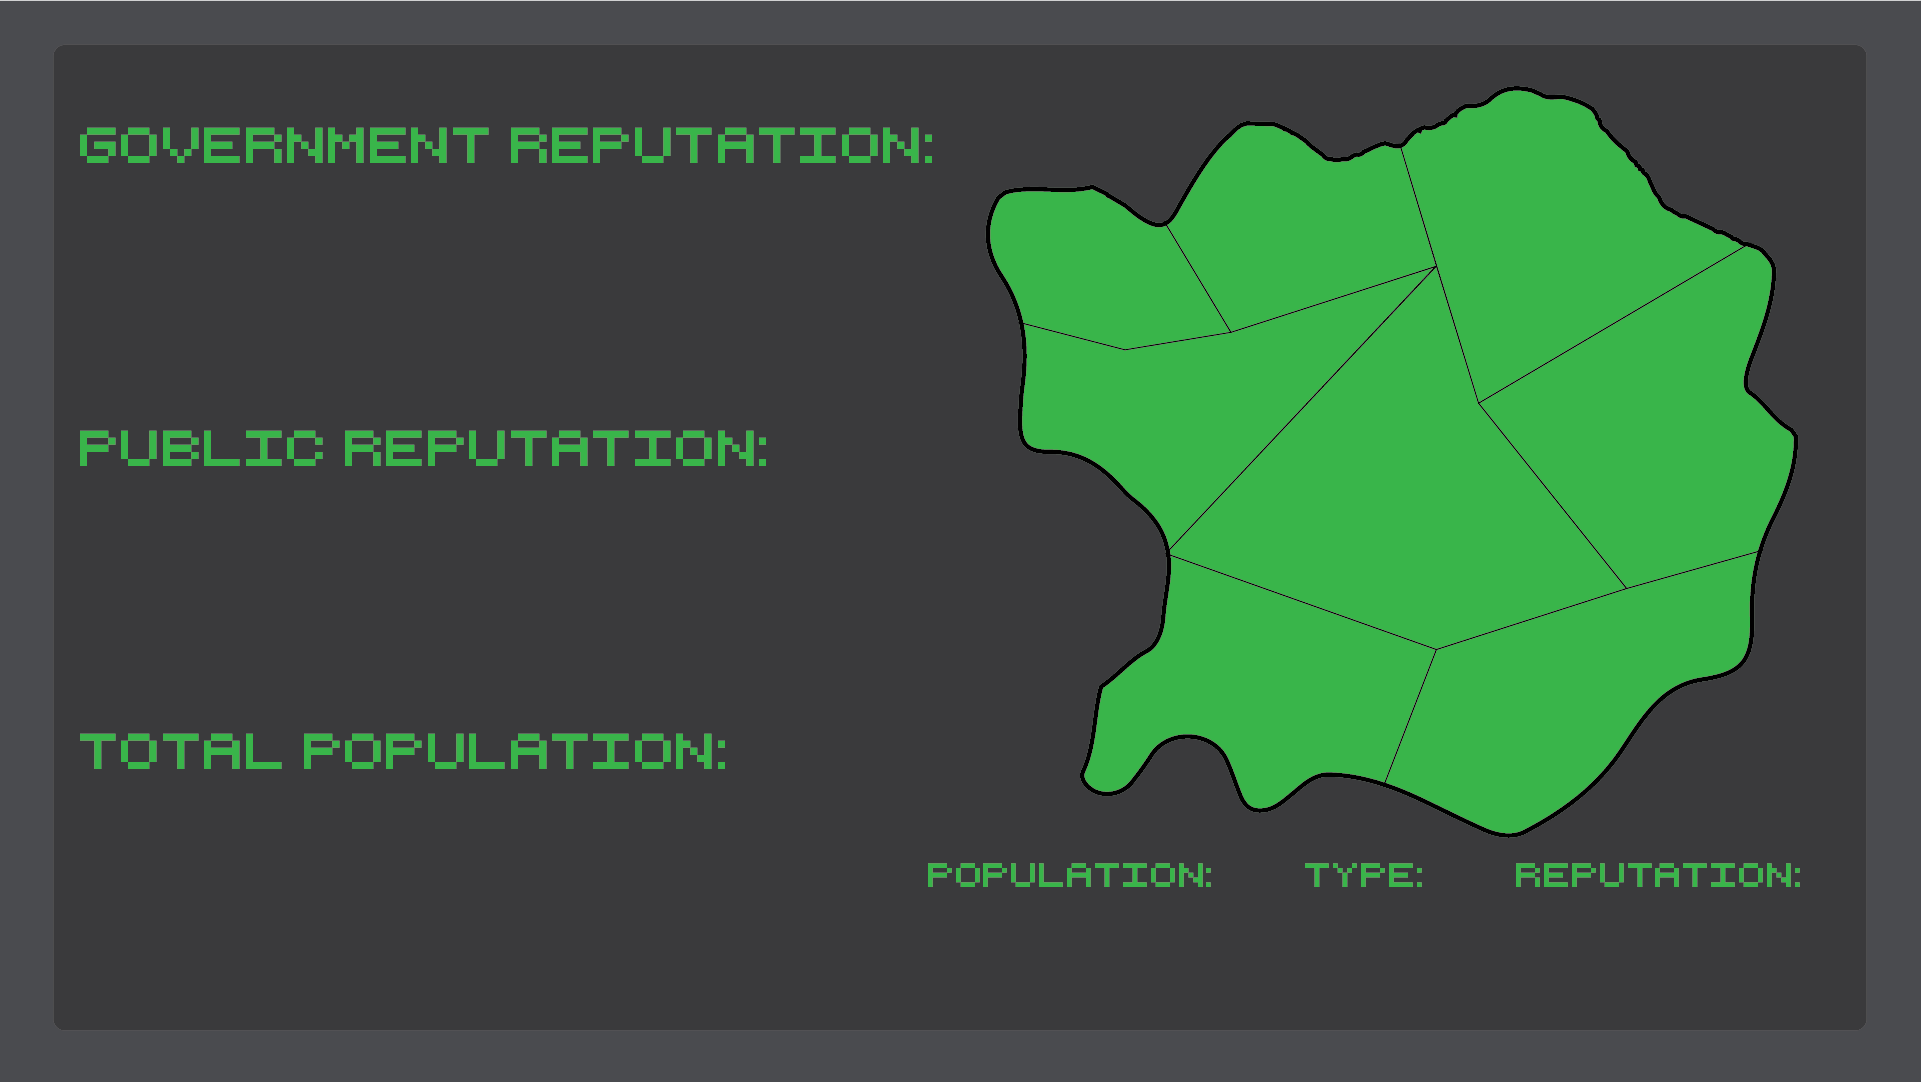 GOVERNMENT REPUTATION:
PUBLIC REPUTATION:
TOTAL POPULATION:
POPULATION: TYPE: REPUTATION: